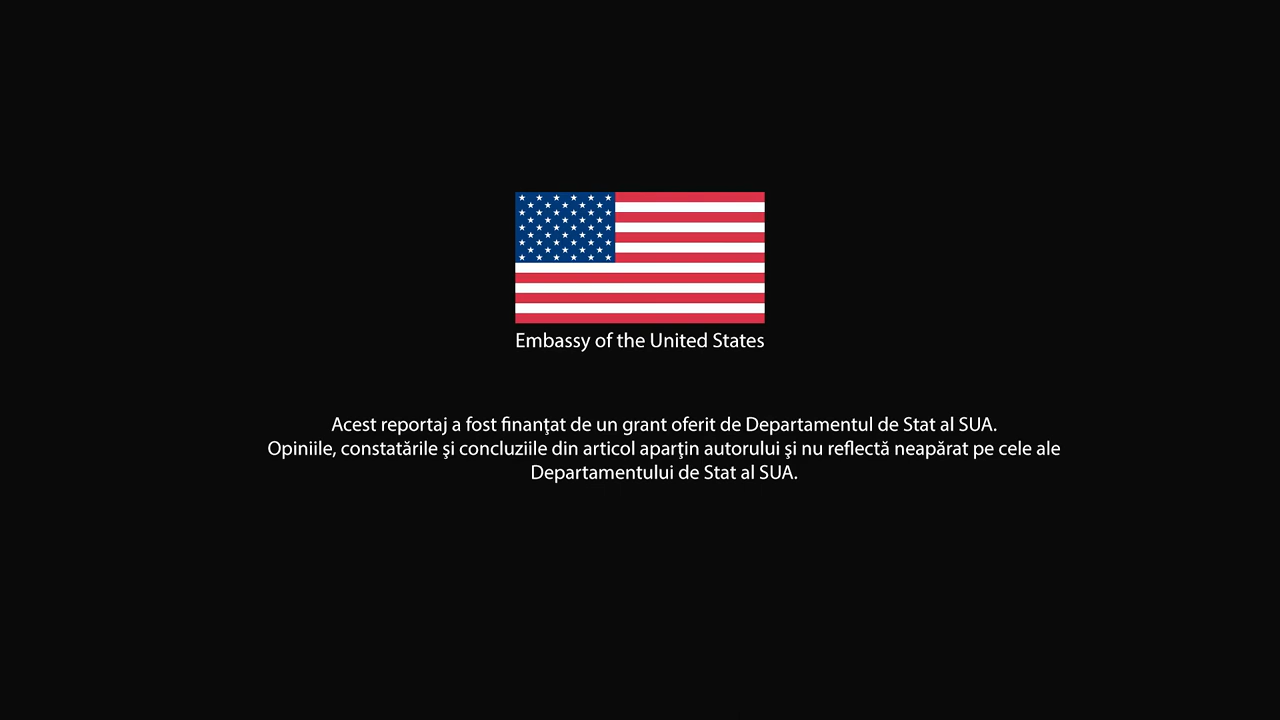 Embassy of the United States
Acest reportaj a fost finanţat de un grant oferit de Departamentul de Stat al SUA.
Opiniile, constatările şi concluziile din articol aparţin autorului şi nu reflectă neapărat pe cele ale
Departamentului de Stat al SUA.